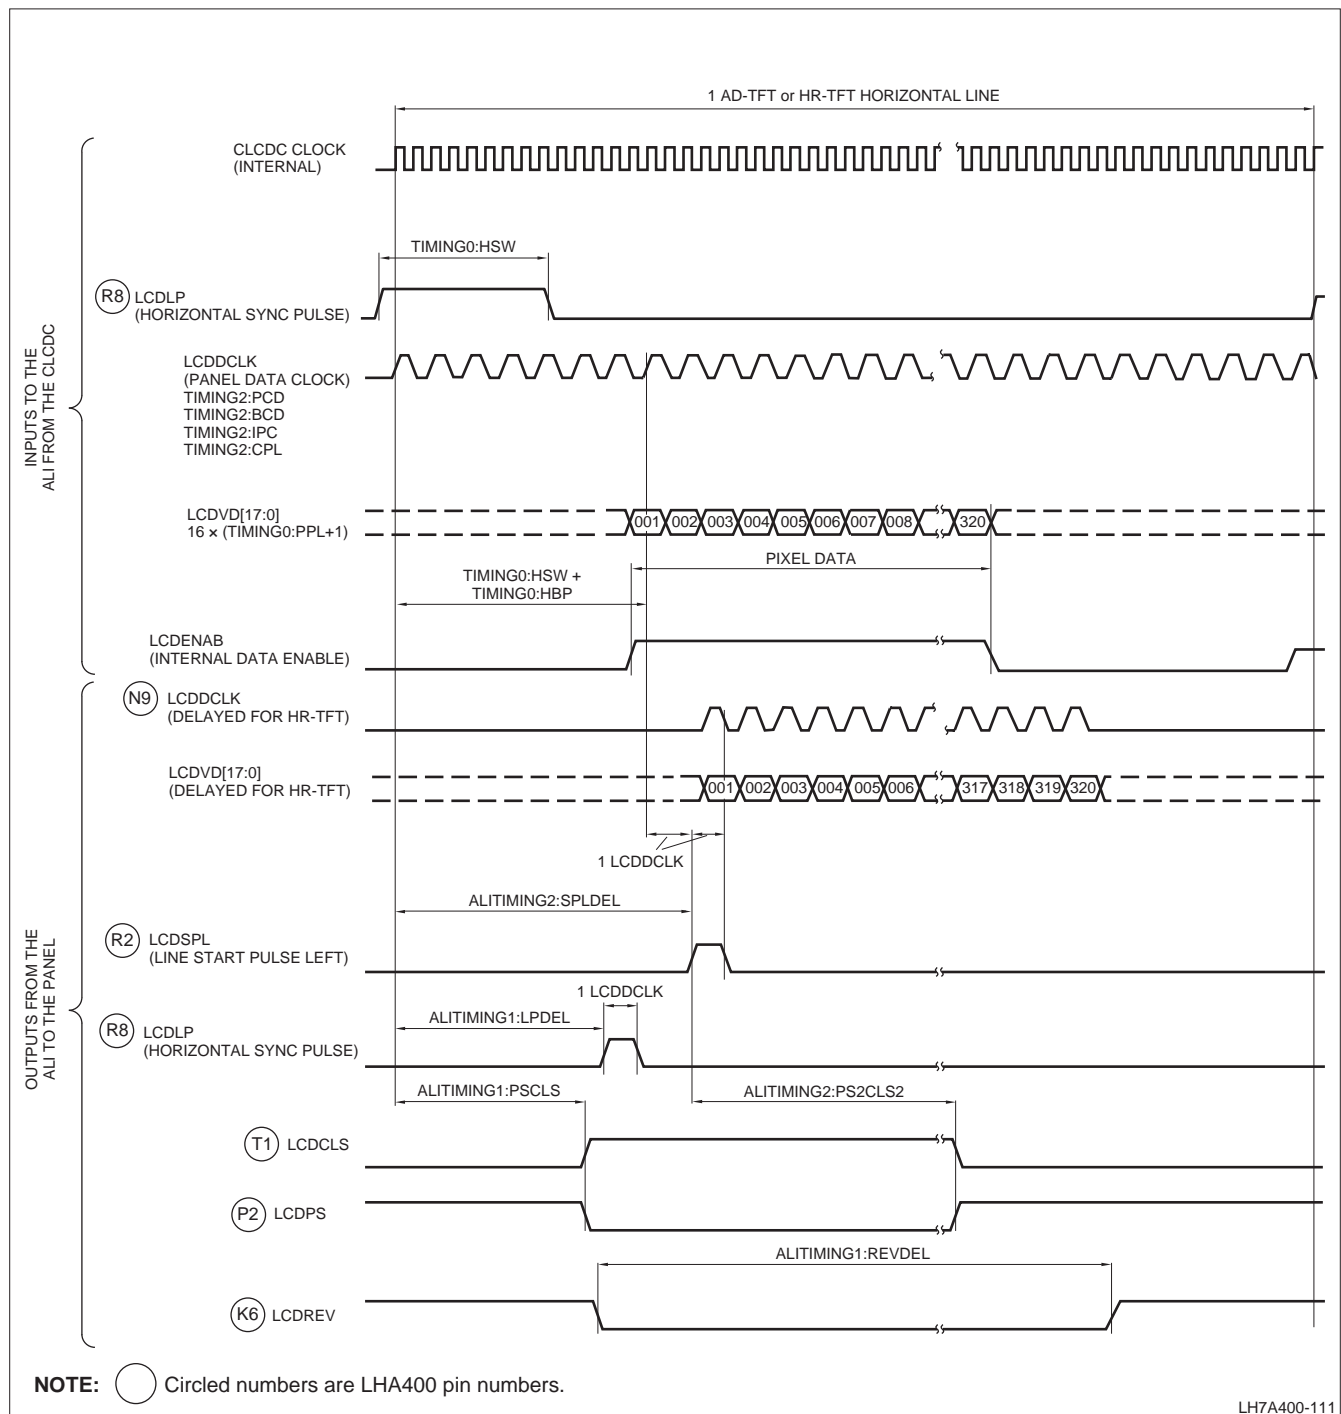 1 AD-TFT or HR-TFT HORIZONTAL LINE
CLCDC CLOCK
(INTERNAL)
TIMING0:HSW
R8 LCDLP
(HORIZONTAL SYNC PULSE)
INPUTS TO THE
ALI FROM THE CLCDC
LCDDCLK
(PANEL DATA CLOCK)
TIMING2:PCD
TIMING2:BCD
TIMING2:IPC
TIMING2:CPL
LCDVD[17:0]
16 × (TIMING0:PPL+1)
001 002 003 004 005 006 007 008 320
PIXEL DATA
TIMING0:HSW +
TIMING0:HBP
LCDENAB
(INTERNAL DATA ENABLE)
N9 LCDDCLK
(DELAYED FOR HR-TFT)
LCDVD[17:0]
(DELAYED FOR HR-TFT)
001 002 003 004 005 006 317 318 319 320
1 LCDDCLK
ALITIMING2:SPLDEL
R2 LCDSPL
(LINE START PULSE LEFT)
OUTPUTS FROM THE
ALI TO THE PANEL
1 LCDDCLK
ALITIMING1:LPDEL
R8 LCDLP
(HORIZONTAL SYNC PULSE)
ALITIMING1:PSCLS
ALITIMING2:PS2CLS2
T1 LCDCLS
P2 LCDPS
ALITIMING1:REVDEL
K6 LCDREV
NOTE: Circled numbers are LHA400 pin numbers.
LH7A400-111